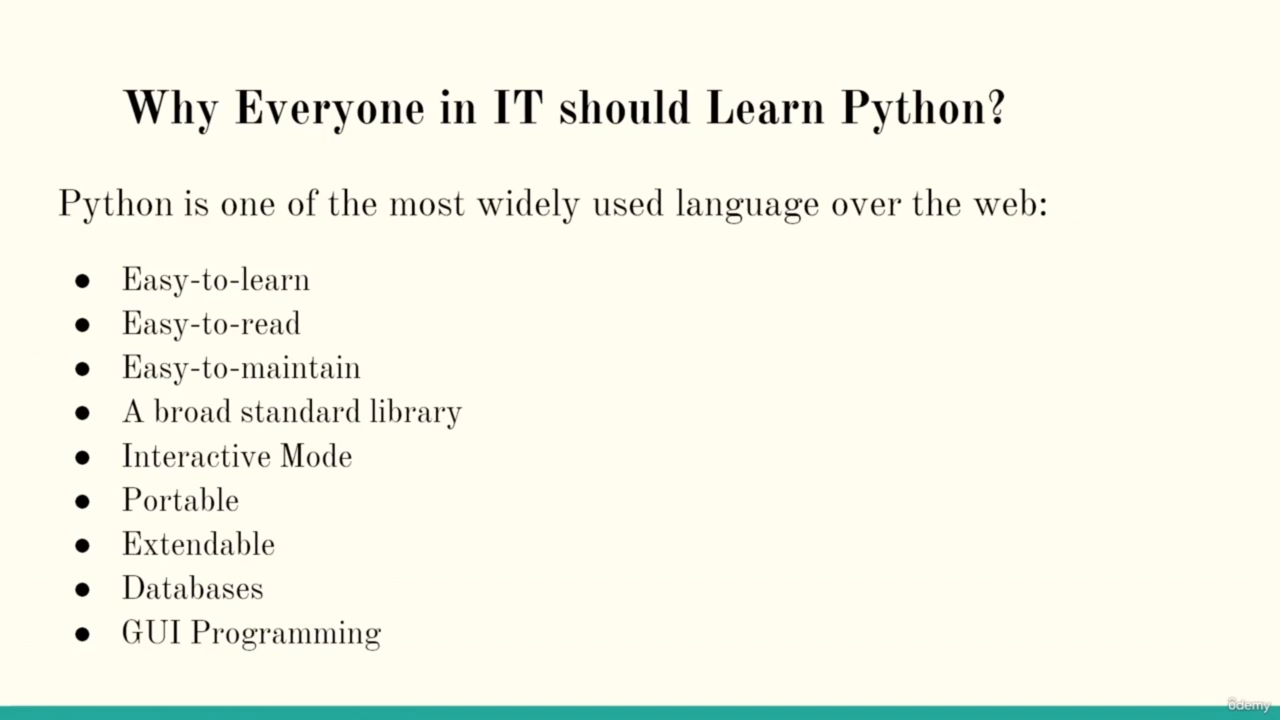 Why Everyone in IT should Learn Python?
Python is one of the most widely used language over the web:
● Easy-to-learn
● Easy-to-read
● Easy-to-maintain
● A broad standard library
● Interactive Mode
● Portable
● Extendable
● Databases
● GUI Programming
ûdemy